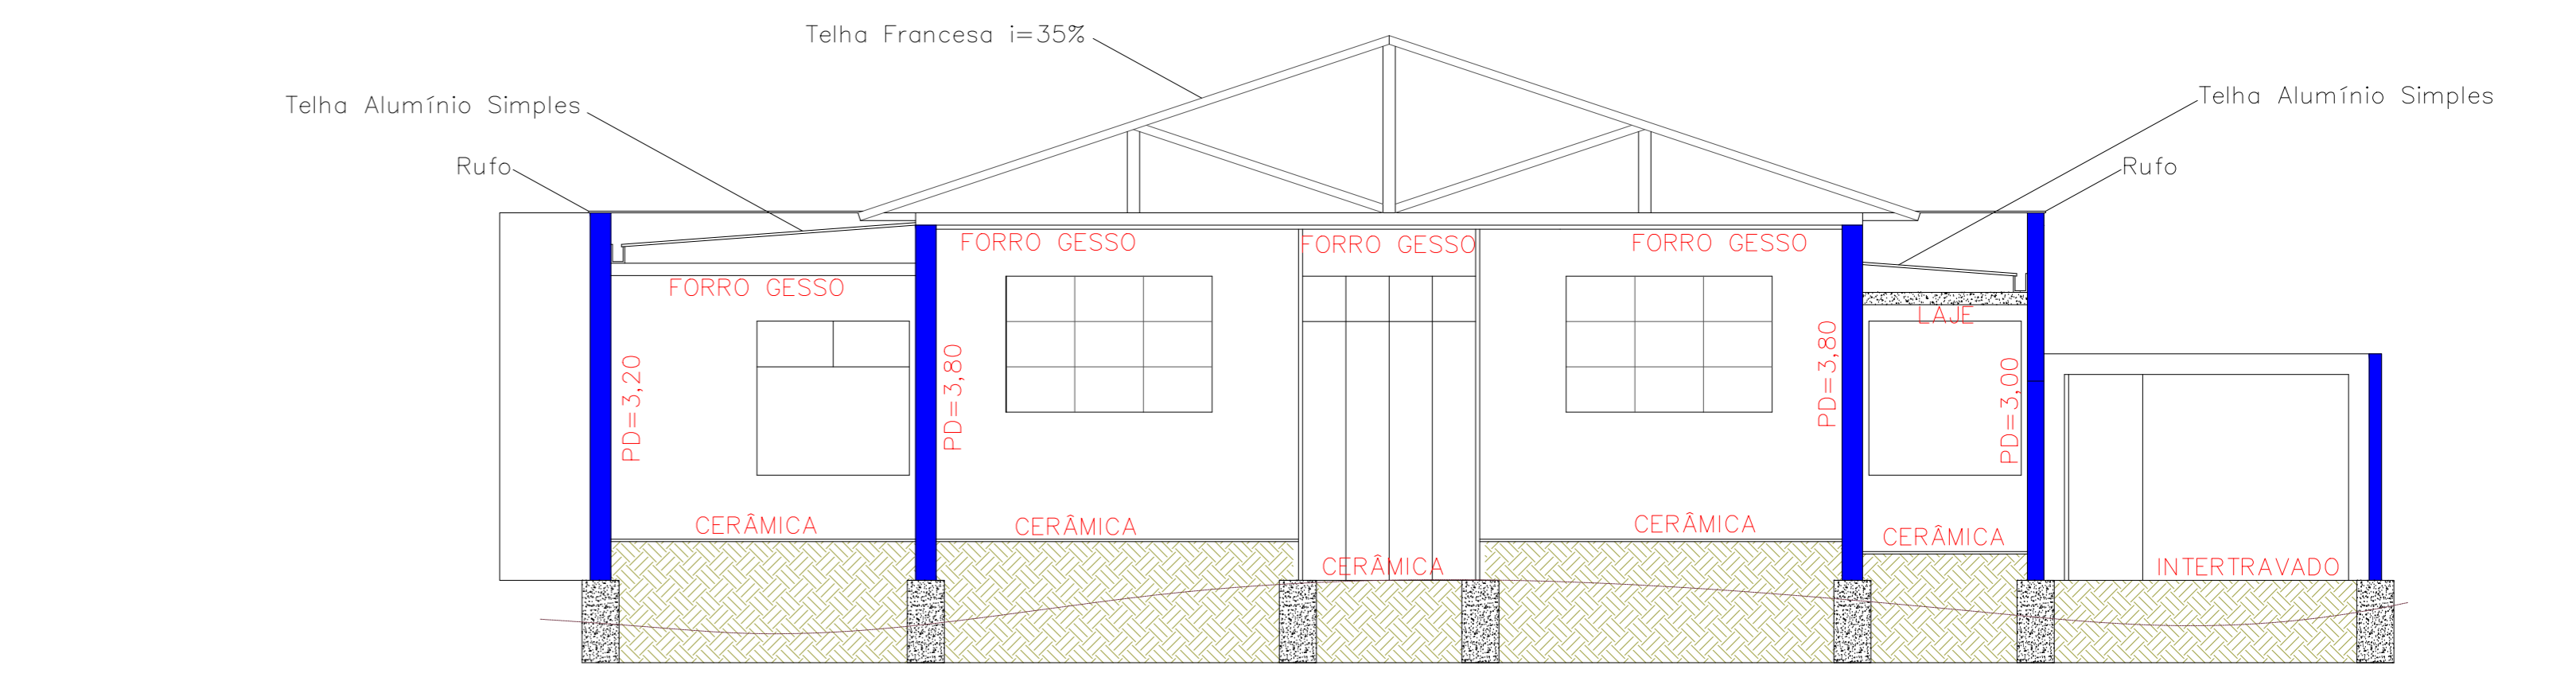 Telha Francesa i=35%
Telha Alumínio Simples
Telha Alumínio Simples
Rufo
Rufo
FORRO GESSO
FORRO GESSO
FORRO GESSO
FORRO GESSO
LAJE
PD=3,20
PD=3,80
PD=3,80
PD=3,00
CERÂMICA
CERÂMICA
CERÂMICA
CERÂMICA
CERÂMICA
INTERTRAVADO